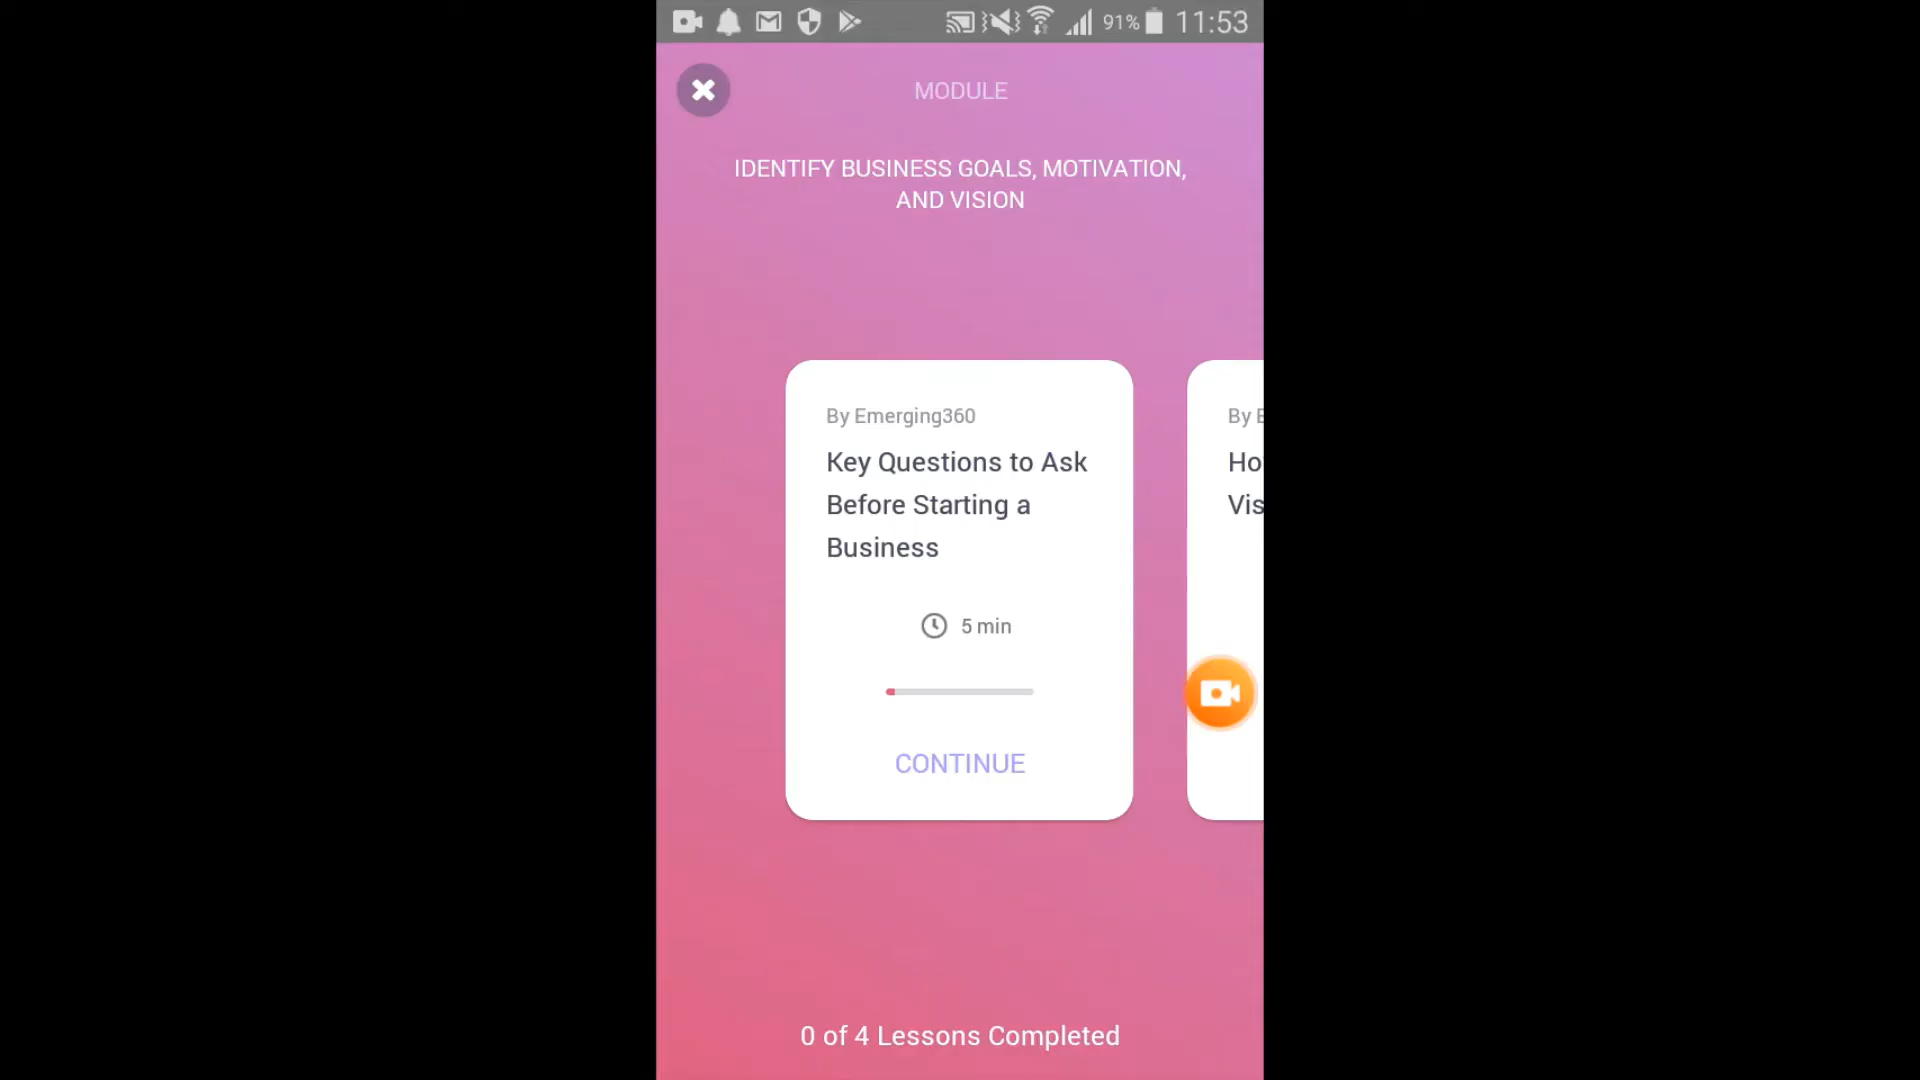 91% 11:53
MODULE
IDENTIFY BUSINESS GOALS, MOTIVATION,
AND VISION
By Emerging360
Key Questions to Ask
Before Starting a
Business
5 min
CONTINUE
By E
Ho
Vis
0 of 4 Lessons Completed